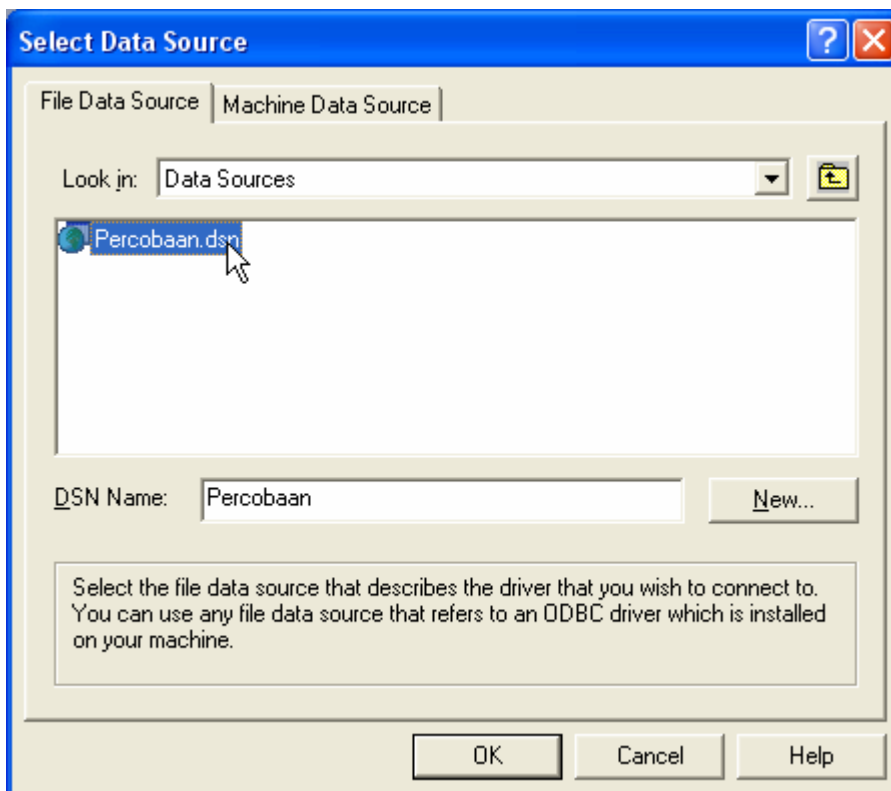 Select Data Source
File Data Source
Machine Data Source
Look in: Data Sources
Percobaan.dsn
DSN Name: Percobaan
New...
Select the file data source that describes the driver that you wish to connect to.
You can use any file data source that refers to an ODBC driver which is installed
on your machine.
OK
Cancel
Help